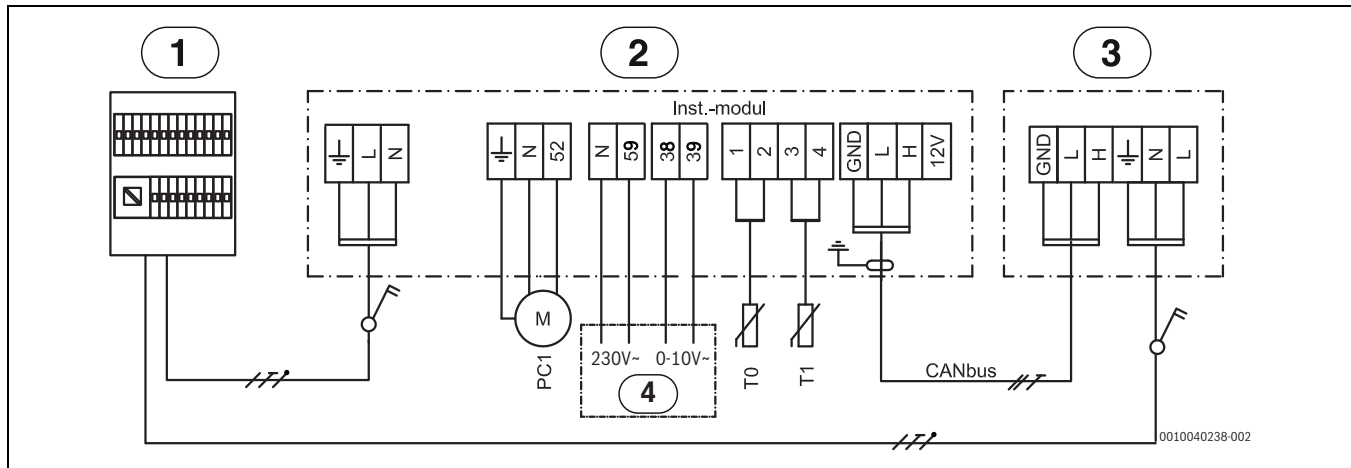 1
2
3
Inst.-modul
L
N
N
52
N
59
38
39
1
2
3
4
GND
L
H
12V
GND
L
H
N
L
M
PC1
230V~
0-10V~
4
T0
T1
CANbus
0010040238-002